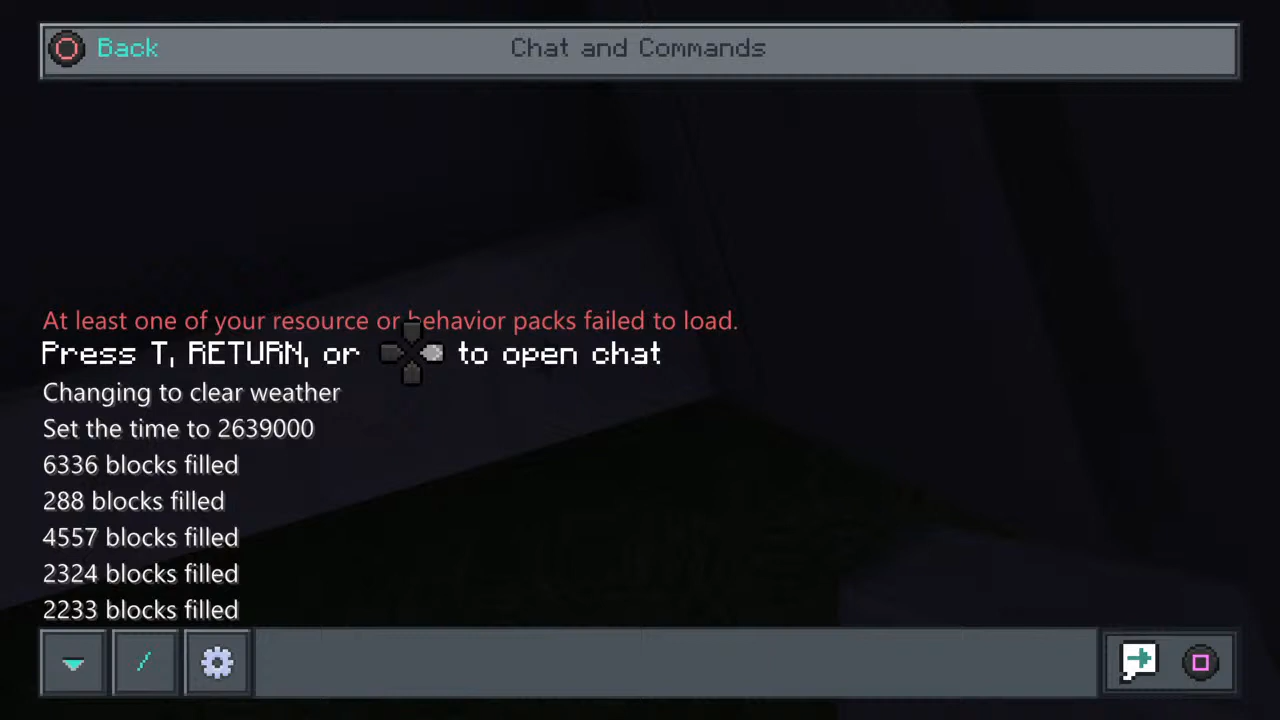 Back
Chat and Commands
At least one of your resource or behavior packs failed to load.
Press T, RETURN, or to open chat
Changing to clear weather
Set the time to 2639000
6336 blocks filled
288 blocks filled
4557 blocks filled
2324 blocks filled
2233 blocks filled
/